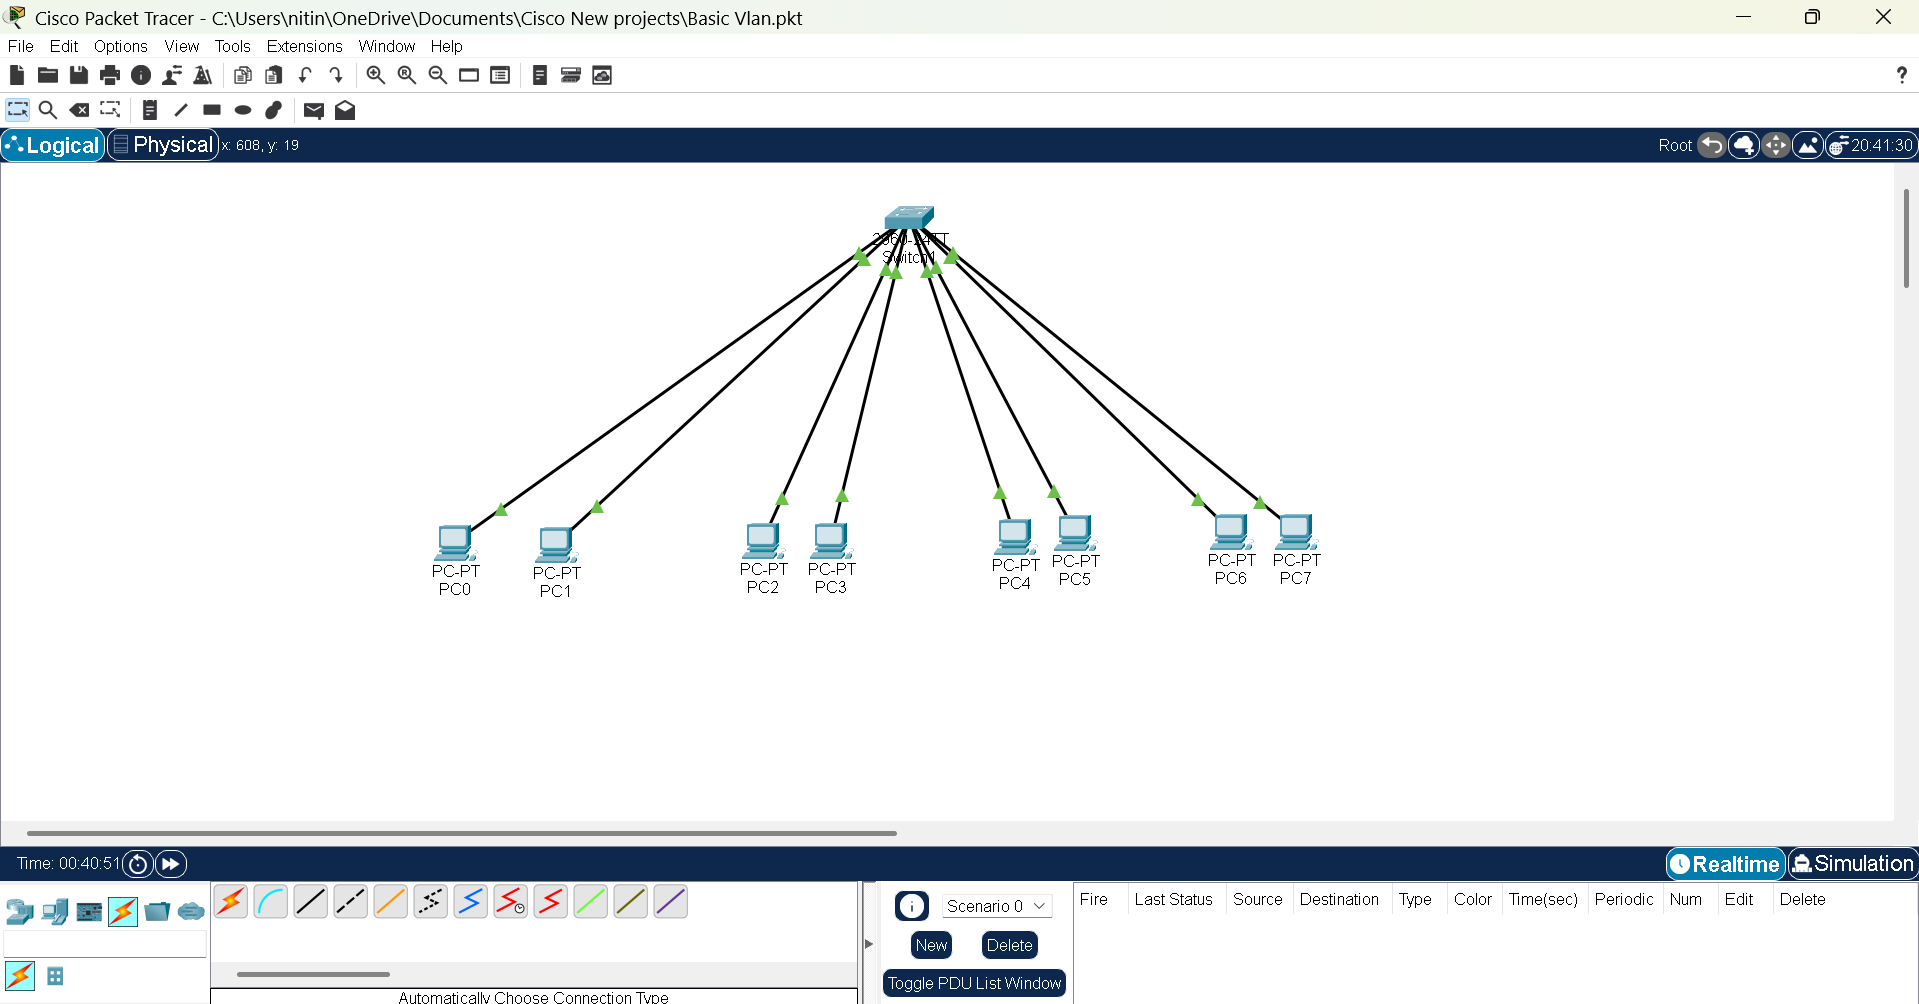 Cisco Packet Tracer - C:\Users\nitin\OneDrive\Documents\Cisco New projects\Basic Vlan.pkt
File Edit Options View Tools Extensions Window Help
?
Logical Physical x: 608, y: 19 Root 20:41:30
2960-24TT
Switch1
PC-PT
PC0
PC-PT
PC1
PC-PT
PC2
PC-PT
PC3
PC-PT
PC4
PC-PT
PC5
PC-PT
PC6
PC-PT
PC7
Time: 00:40:51 Realtime Simulation
Scenario 0
New Delete
Toggle PDU List Window
Fire Last Status Source Destination Type Color Time(sec) Periodic Num Edit Delete
Automatically Choose Connection Type